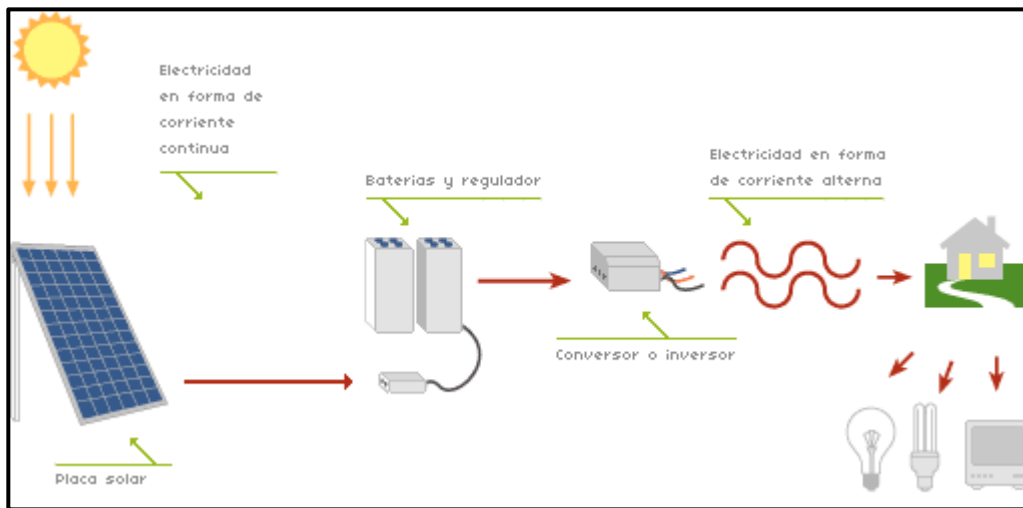 Electricidad
en forma de
corriente
continua
Baterias y regulador
Electricidad en forma
de corriente alterna
Conversor o inversor
Placa solar